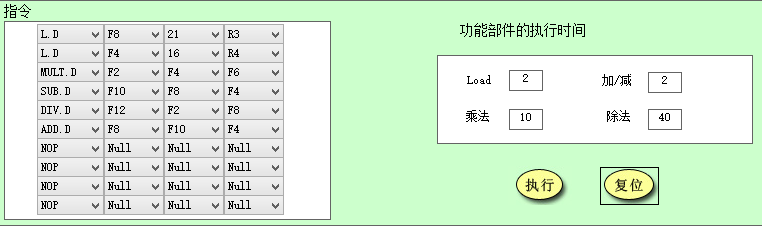 指令
L.D F8 21 R3
L.D F4 16 R4
MULT.D F2 F4 F6
SUB.D F10 F8 F4
DIV.D F12 F2 F8
ADD.D F8 F10 F4
NOP Null Null Null
NOP Null Null Null
NOP Null Null Null
NOP Null Null Null
功能部件的执行时间
Load 2 加/减 2
乘法 10 除法 40
执行 复位